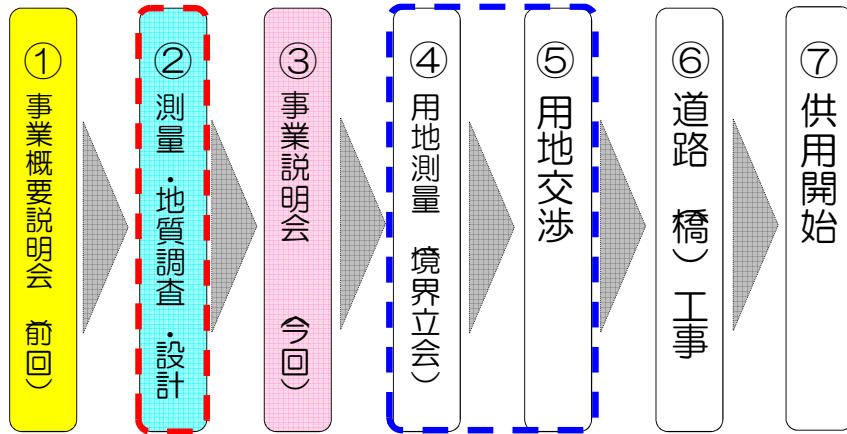 ①事業概要説明会（前回）
②測量・地質調査・設計
③事業説明会（今回）
④用地測量（境界立会）
⑤用地交渉
⑥道路（橋）工事
⑦供用開始